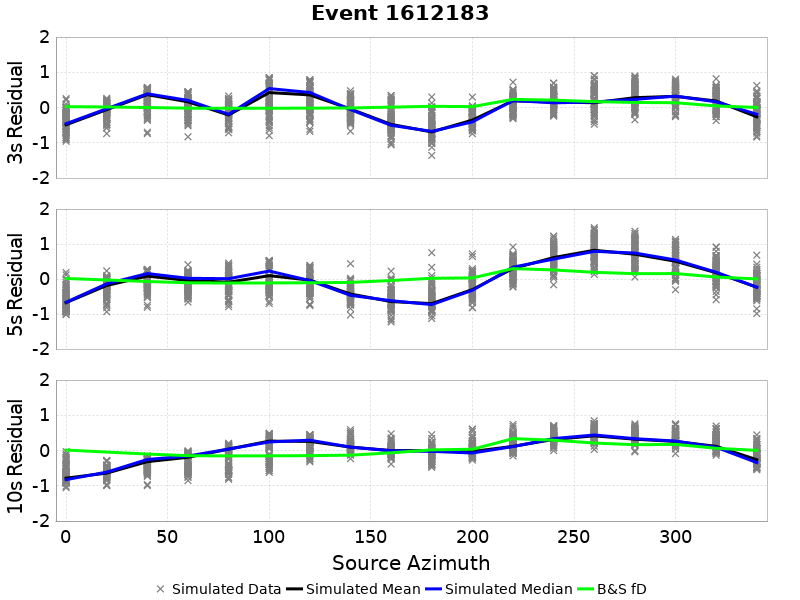 Event 1612183
2
1
0
-1
-2
3s Residual
2
1
0
-1
-2
5s Residual
2
1
0
-1
-2
10s Residual
0 50 100 150 200 250 300
Source Azimuth
Simulated Data Simulated Mean Simulated Median B&S fD